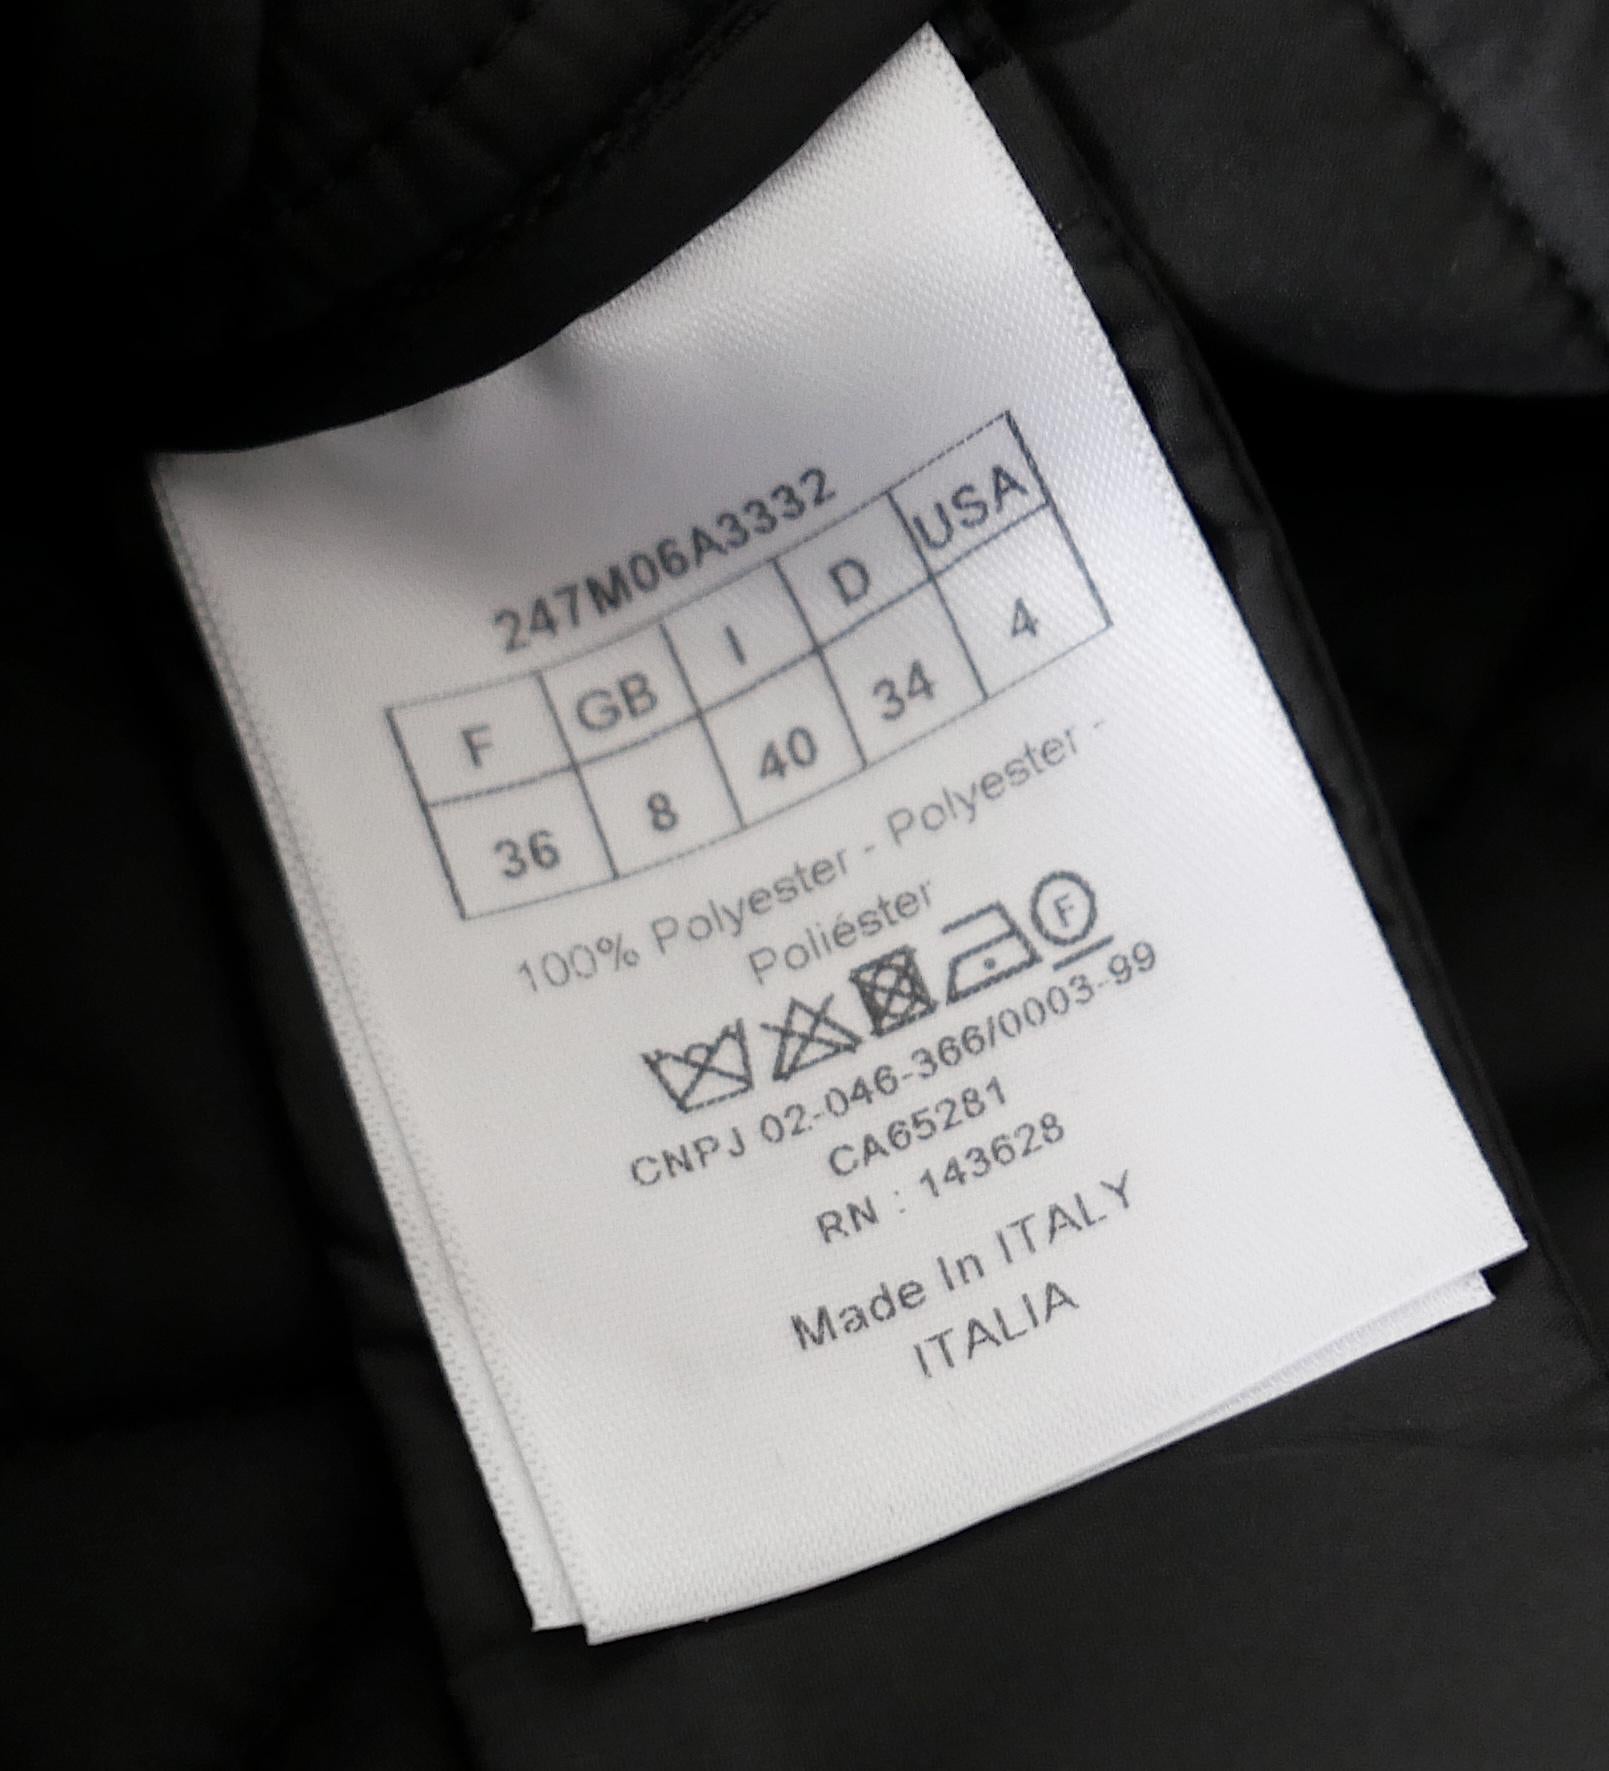 247M06A3332
F GB I D USA
36 8 40 34 4
100% Polyester - Polyester -
Poliéster
F
CNPJ 02-046-366/0003-99
CA65281
RN : 143628
Made In ITALY
ITALIA